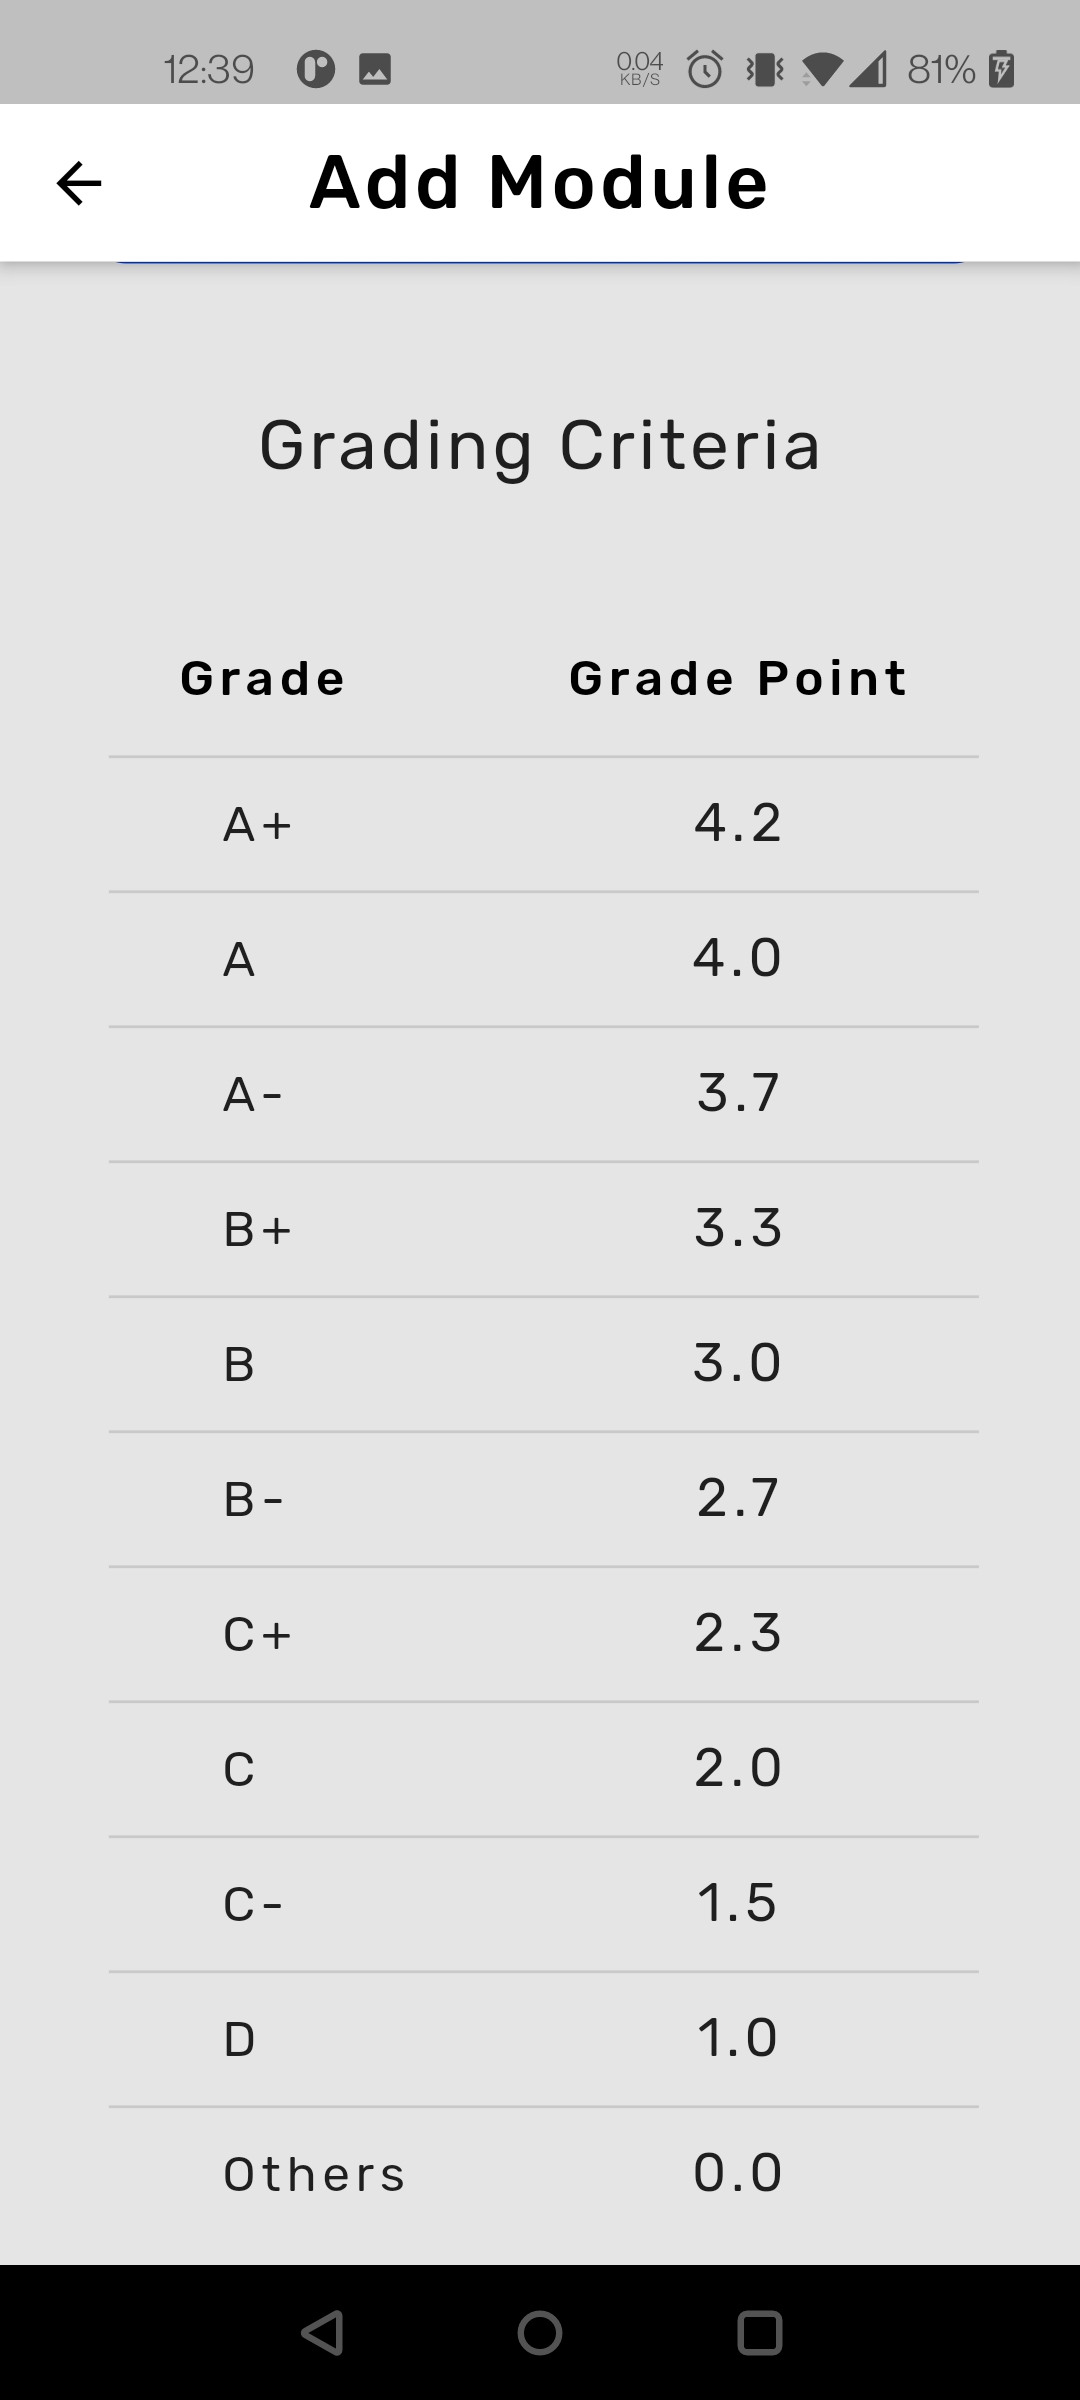 12:39 0.04 KB/S 81%
Add Module
Grading Criteria
Grade Grade Point
A+ 4.2
A 4.0
A- 3.7
B+ 3.3
B 3.0
B- 2.7
C+ 2.3
C 2.0
C- 1.5
D 1.0
Others 0.0